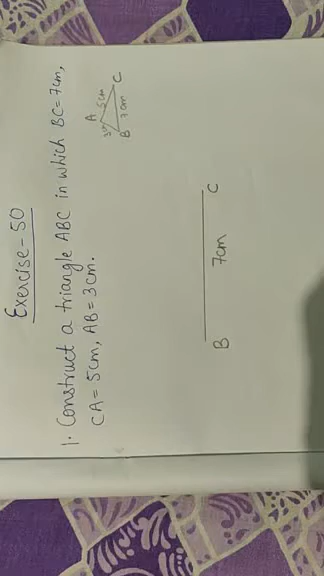 Exercise - 50
1. Construct a triangle ABC in which BC = 7cm,
CA = 5cm, AB = 3cm.
A
3cm
5cm
B
7cm
C
B
7cm
C